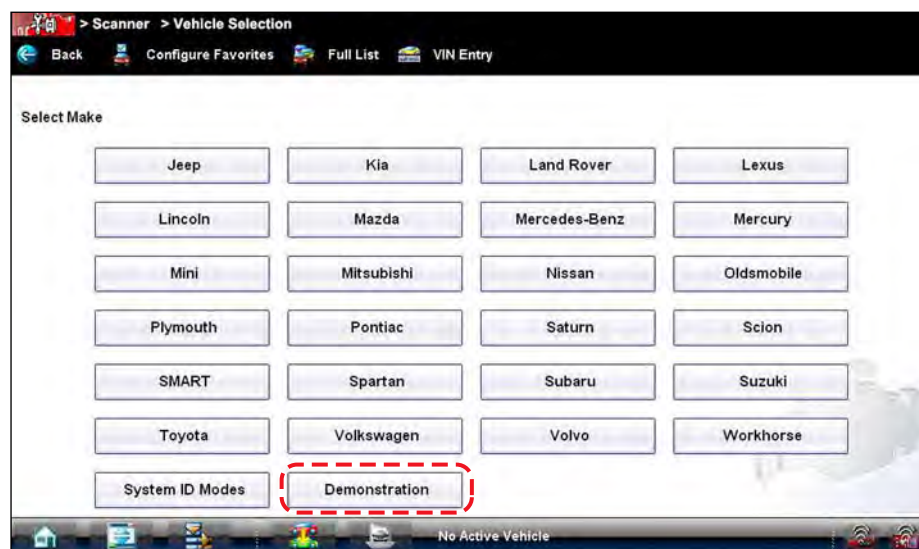 > Scanner > Vehicle Selection
Back Configure Favorites Full List VIN Entry
Select Make
Jeep Kia Land Rover Lexus
Lincoln Mazda Mercedes-Benz Mercury
Mini Mitsubishi Nissan Oldsmobile
Plymouth Pontiac Saturn Scion
SMART Spartan Subaru Suzuki
Toyota Volkswagen Volvo Workhorse
System ID Modes Demonstration
No Active Vehicle